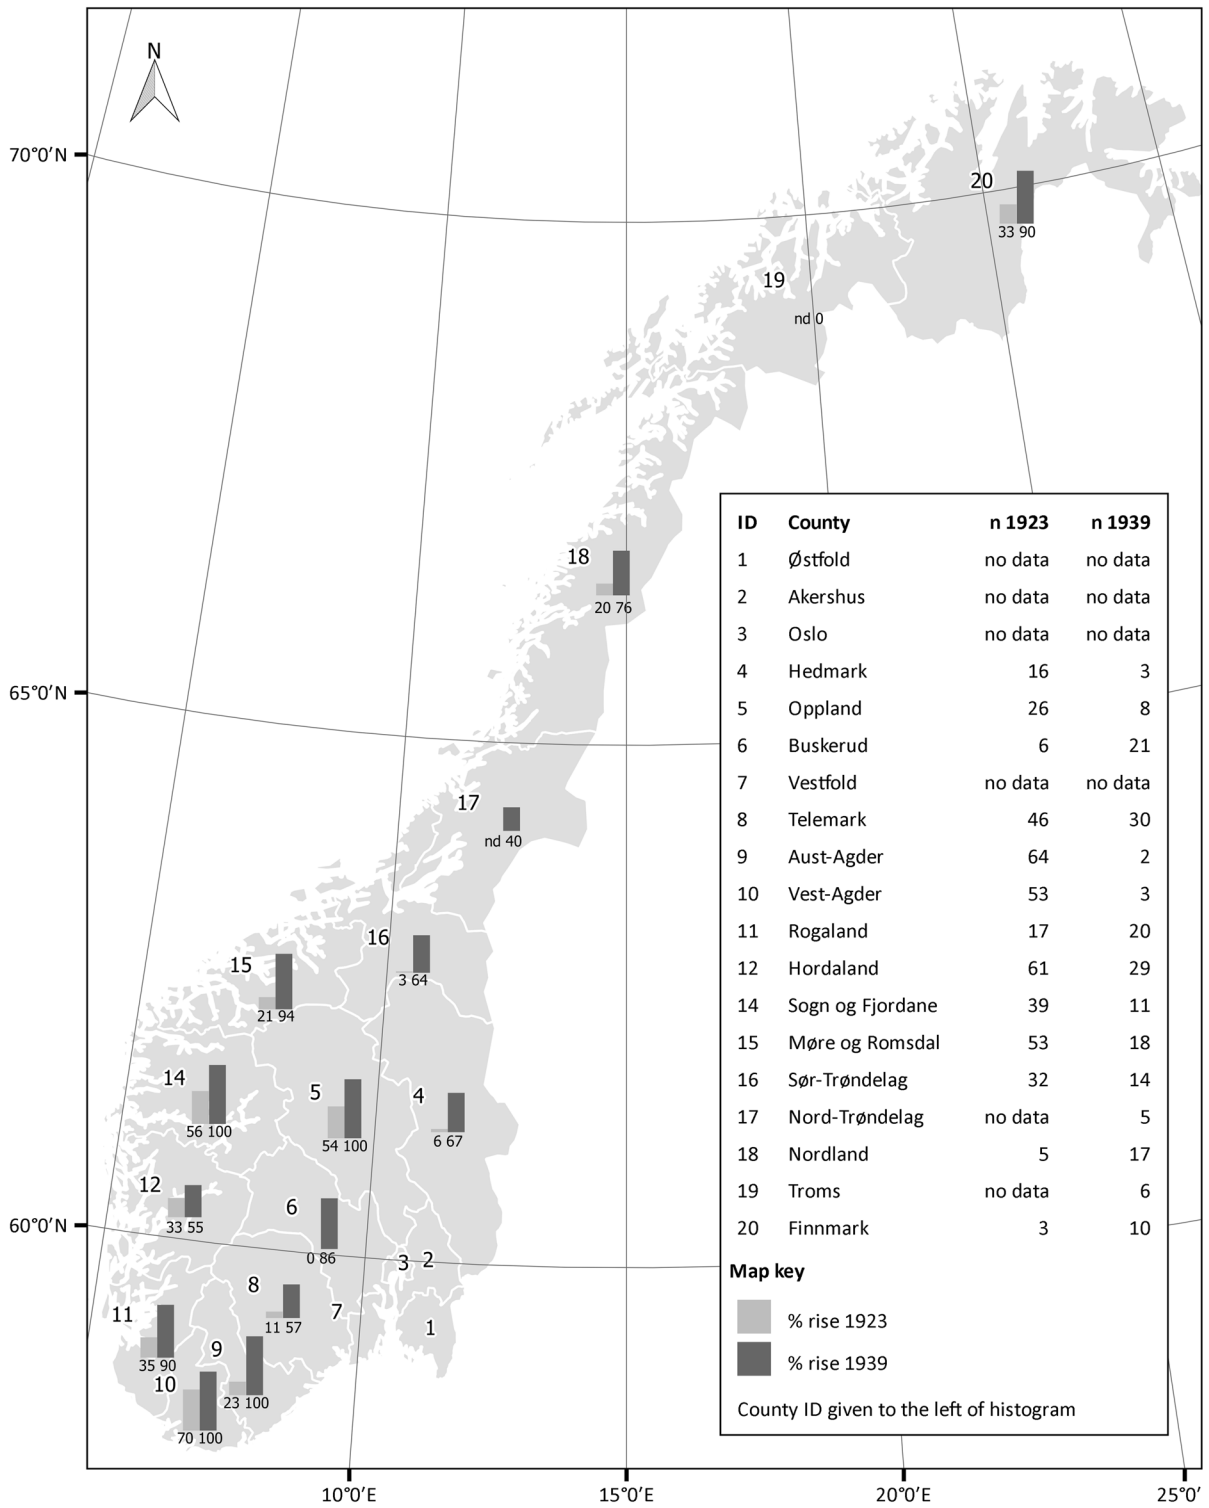 N
70°0′N
20
33 90
19
nd 0
18
20 76
65°0′N
17
nd 40
16
3 64
15
21 94
14
56 100
5
54 100
4
6 67
12
33 55
6
0 86
60°0′N
3
2
8
11 57
7
11
35 90
1
9
23 100
10
70 100
ID County n 1923 n 1939
1 Østfold no data no data
2 Akershus no data no data
3 Oslo no data no data
4 Hedmark 16 3
5 Oppland 26 8
6 Buskerud 6 21
7 Vestfold no data no data
8 Telemark 46 30
9 Aust-Agder 64 2
10 Vest-Agder 53 3
11 Rogaland 17 20
12 Hordaland 61 29
14 Sogn og Fjordane 39 11
15 Møre og Romsdal 53 18
16 Sør-Trøndelag 32 14
17 Nord-Trøndelag no data 5
18 Nordland 5 17
19 Troms no data 6
20 Finnmark 3 10
Map key
% rise 1923
% rise 1939
County ID given to the left of histogram
10°0′E 15°0′E 20°0′E 25°0′